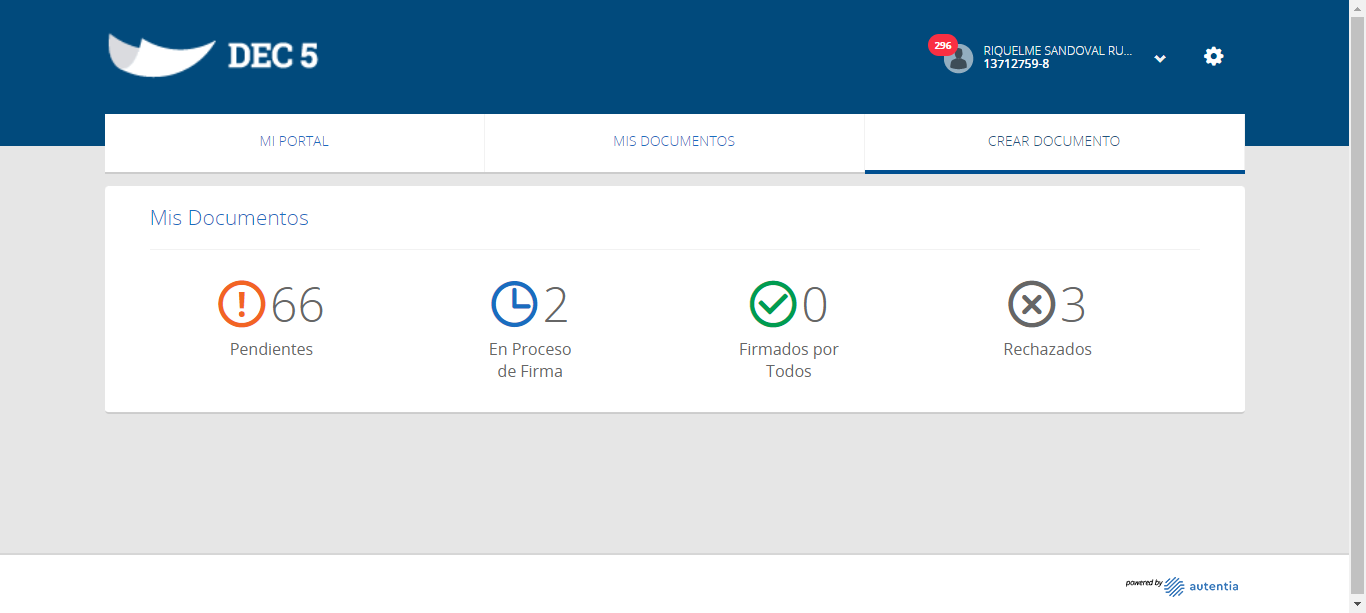 DEC 5
296
RIQUELME SANDOVAL RU...
13712759-8
MI PORTAL
MIS DOCUMENTOS
CREAR DOCUMENTO
Mis Documentos
66
Pendientes
2
En Proceso
de Firma
0
Firmados por
Todos
3
Rechazados
powered by autentia